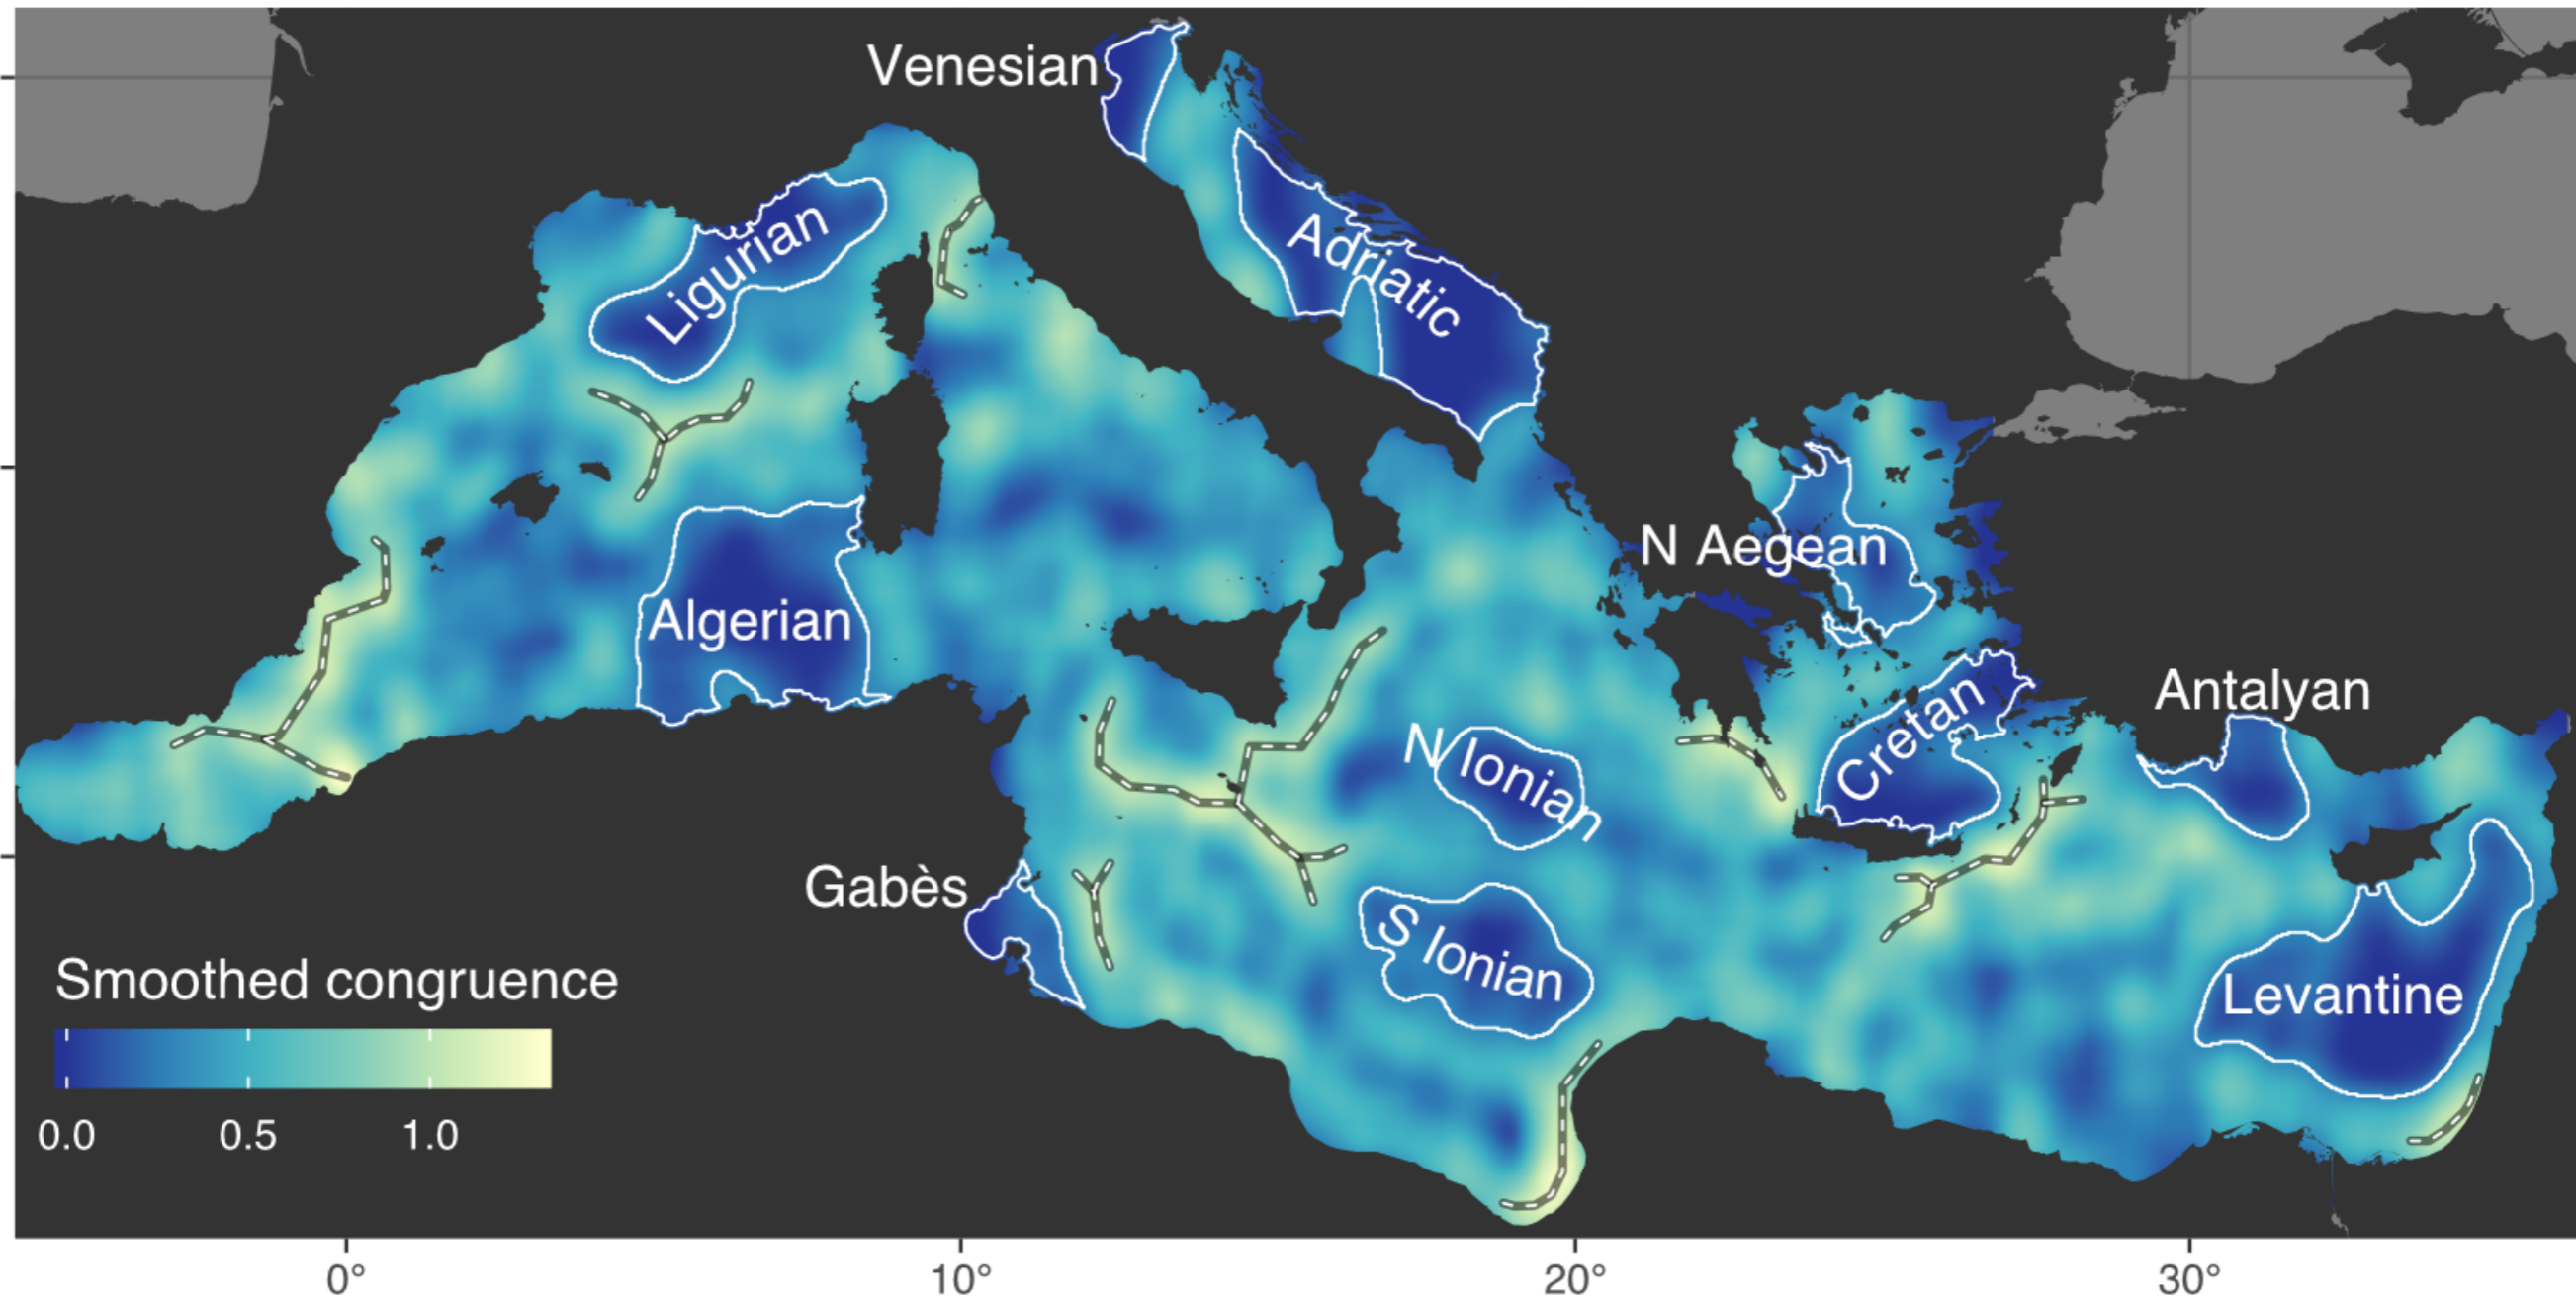 Venesian
Ligurian
Adriatic
N Aegean
Algerian
Cretan
Antalyan
N Ionian
Gabès
S Ionian
Levantine
Smoothed congruence
0.0 0.5 1.0
0° 10° 20° 30°